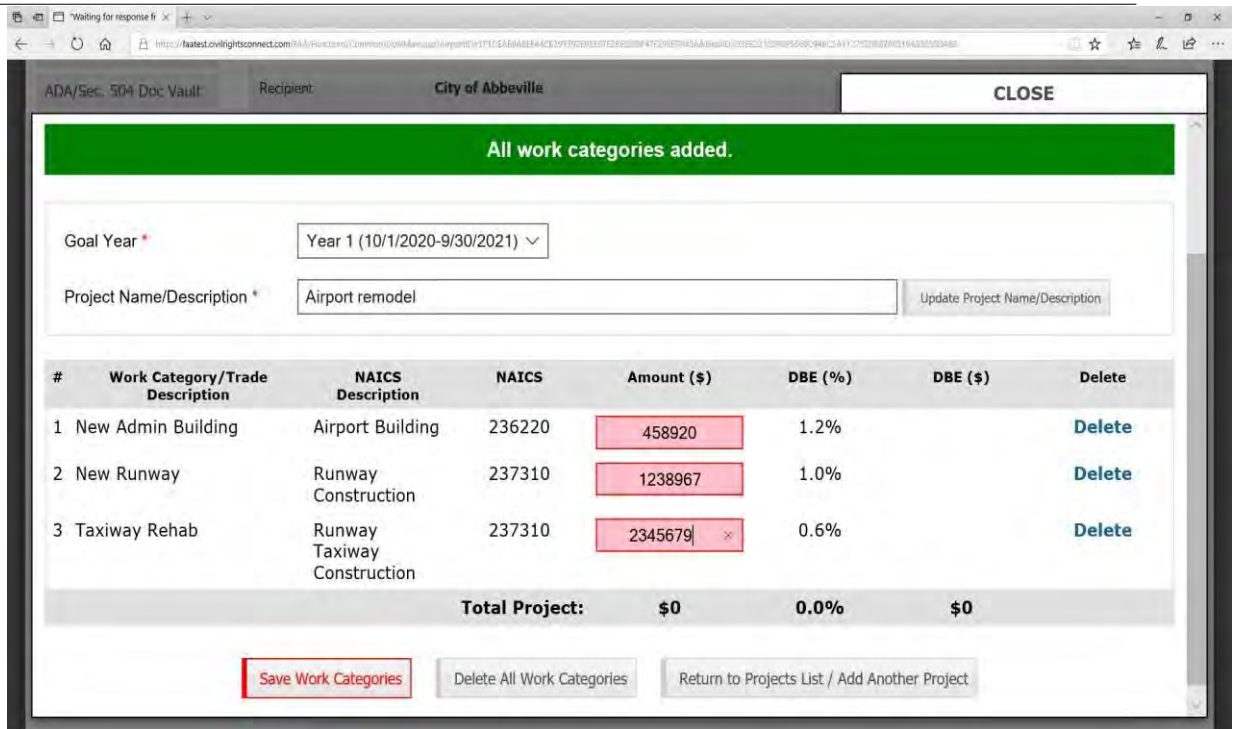 "Waiting for response fr
https://faatest.civilrightsconnect.com
ADA/Sec. 504 Doc Vault Recipient City of Abbeville CLOSE
All work categories added.
Goal Year * Year 1 (10/1/2020-9/30/2021)
Project Name/Description * Airport remodel Update Project Name/Description
# Work Category/Trade Description NAICS Description NAICS Amount ($) DBE (%) DBE ($) Delete
1 New Admin Building Airport Building 236220 458920 1.2% Delete
2 New Runway Runway Construction 237310 1238967 1.0% Delete
3 Taxiway Rehab Runway Taxiway Construction 237310 2345679 0.6% Delete
Total Project: $0 0.0% $0
Save Work Categories Delete All Work Categories Return to Projects List / Add Another Project